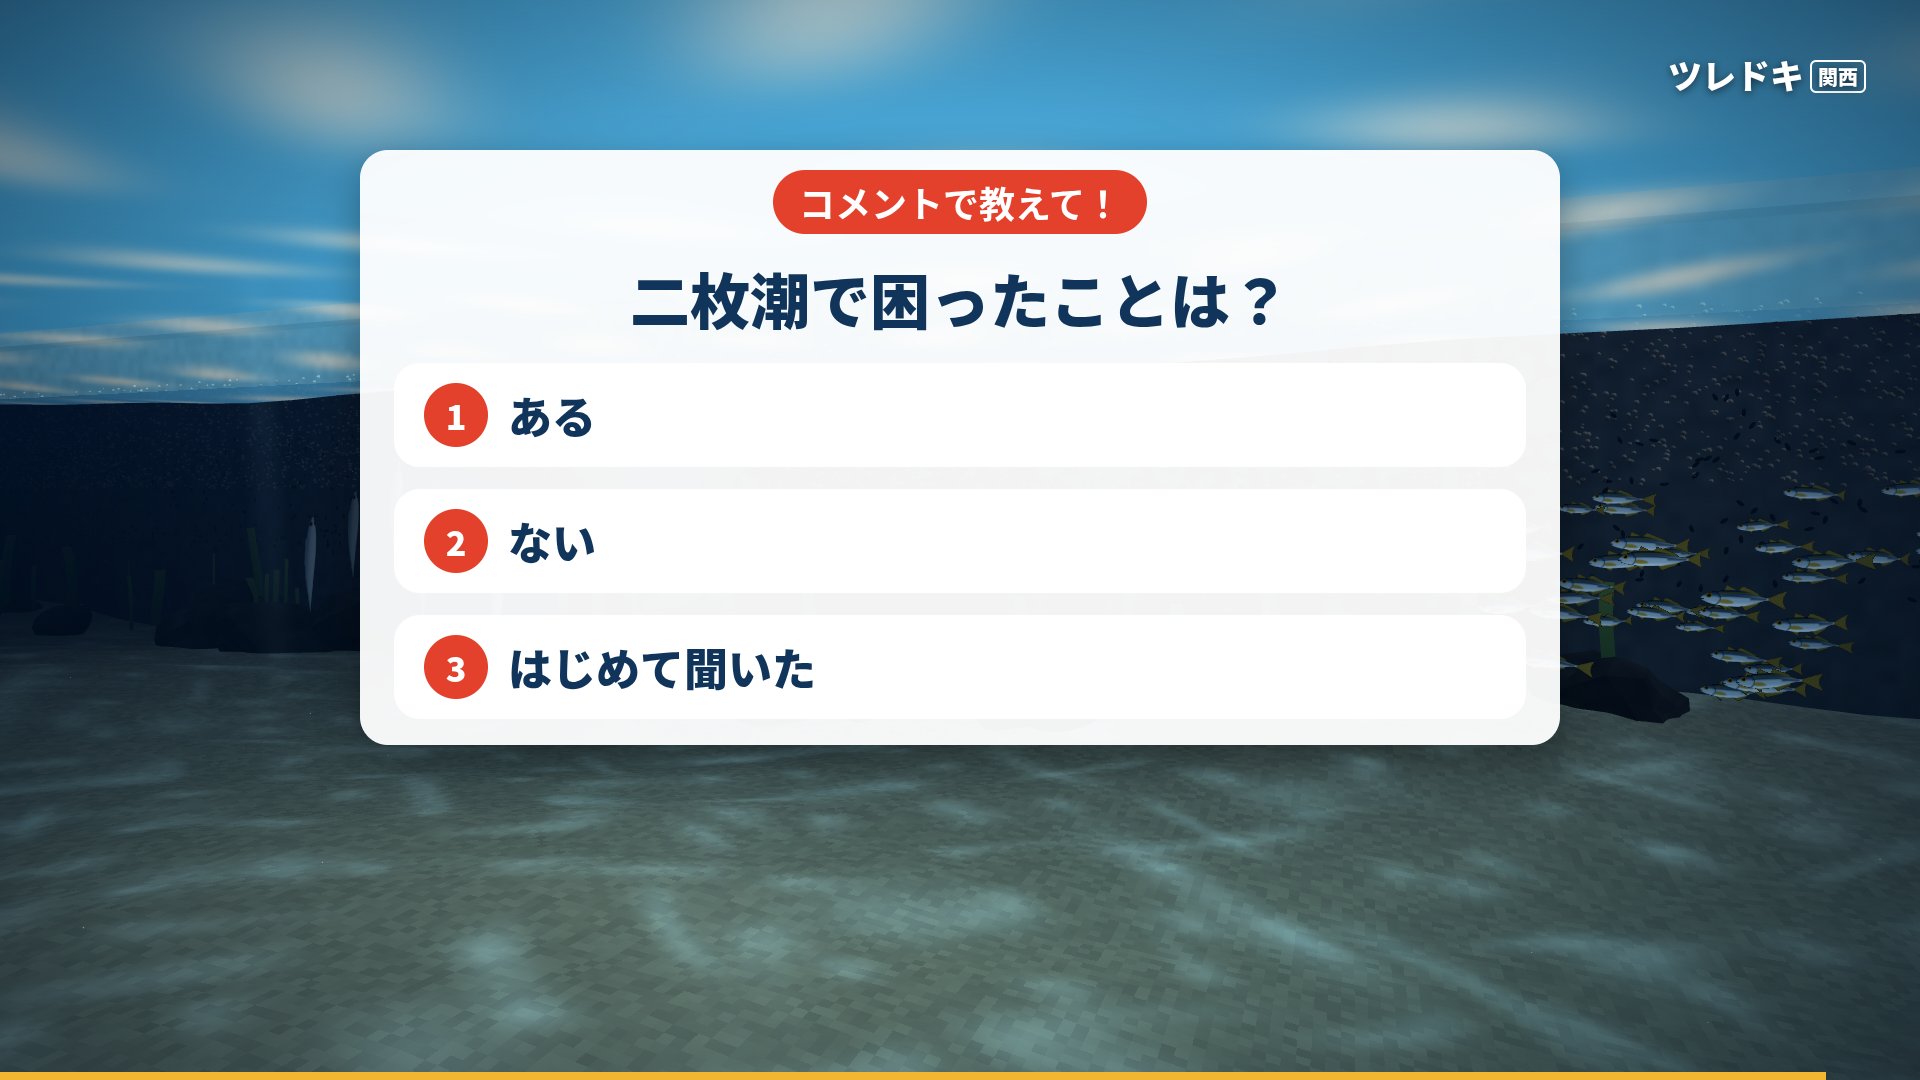 ツレドキ 関西
コメントで教えて！
二枚潮で困ったことは？
1 ある
2 ない
3 はじめて聞いた